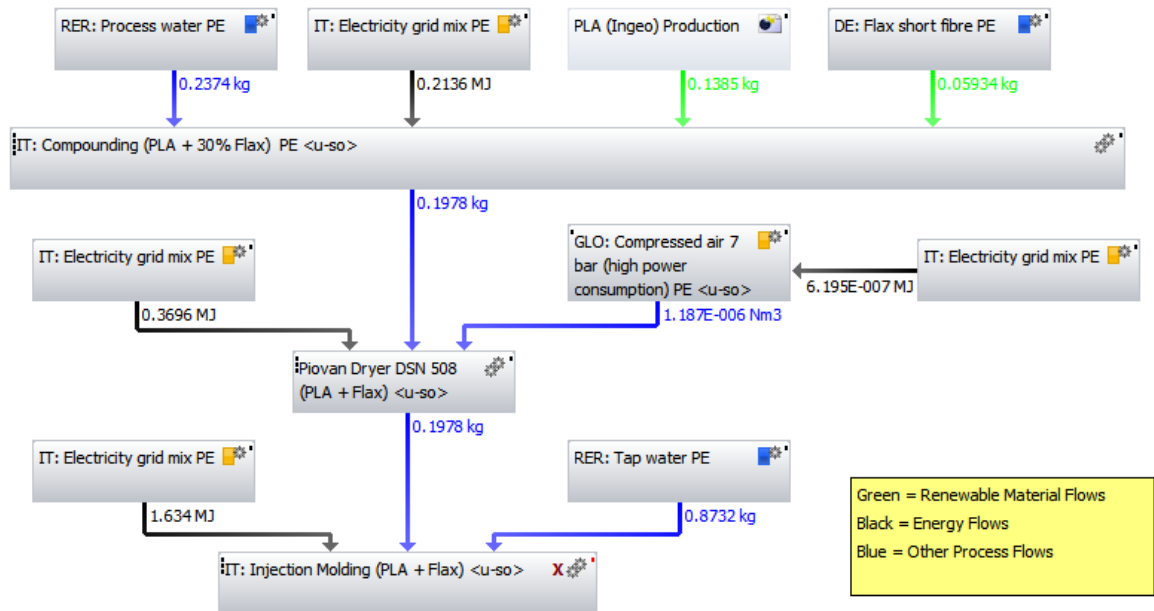 RER: Process water PE
IT: Electricity grid mix PE
PLA (Ingeo) Production
DE: Flax short fibre PE
0.2374 kg
0.2136 MJ
0.1385 kg
0.05934 kg
IT: Compounding (PLA + 30% Flax) PE <u-so>
0.1978 kg
IT: Electricity grid mix PE
GLO: Compressed air 7
bar (high power
consumption) PE <u-so>
IT: Electricity grid mix PE
6.195E-007 MJ
0.3696 MJ
1.187E-006 Nm3
Piovan Dryer DSN 508
(PLA + Flax) <u-so>
0.1978 kg
IT: Electricity grid mix PE
RER: Tap water PE
Green = Renewable Material Flows
Black = Energy Flows
Blue = Other Process Flows
1.634 MJ
0.8732 kg
IT: Injection Molding (PLA + Flax) <u-so>
X